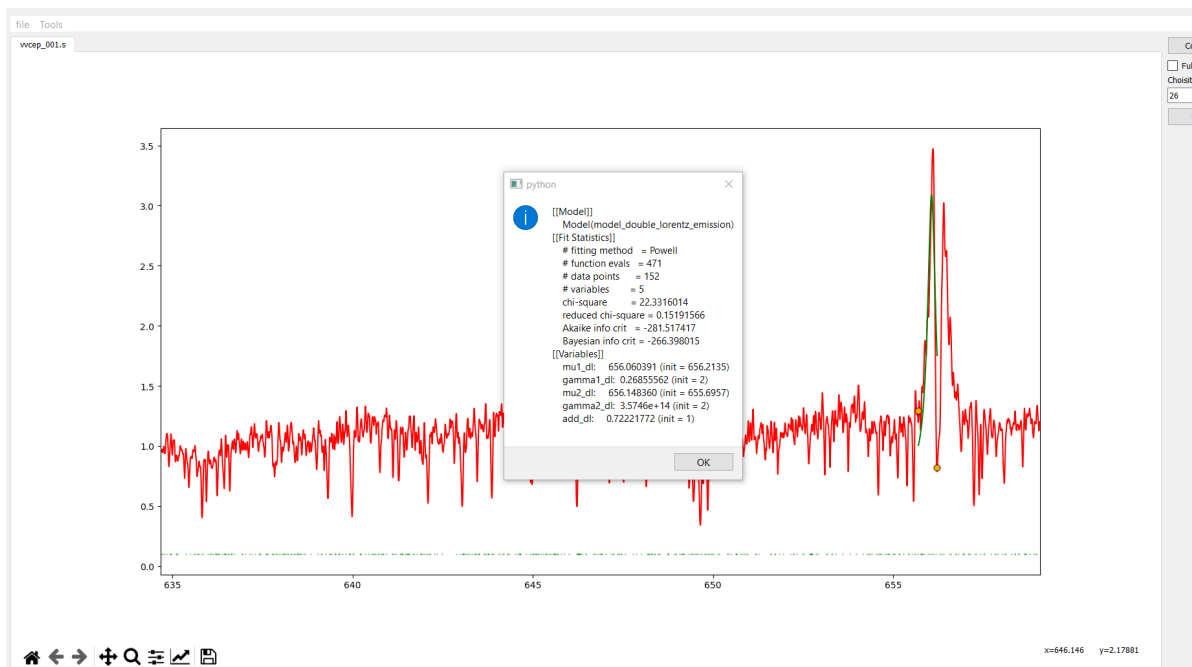 file Tools
vvcep_001.s
Full
Choisit
26
3.5
3.0
2.5
2.0
1.5
1.0
0.5
0.0
635
640
645
650
655
python
[[Model]]
Model(model_double_lorentz_emission)
[[Fit Statistics]]
# fitting method = Powell
# function evals = 471
# data points = 152
# variables = 5
chi-square = 22.3316014
reduced chi-square = 0.15191566
Akaike info crit = -281.517417
Bayesian info crit = -266.398015
[[Variables]]
mu1_dl: 656.060391 (init = 656.2135)
gamma1_dl: 0.26855562 (init = 2)
mu2_dl: 656.148360 (init = 655.6957)
gamma2_dl: 3.5746e+14 (init = 2)
add_dl: 0.72221772 (init = 1)
OK
x=646.146 y=2.17881